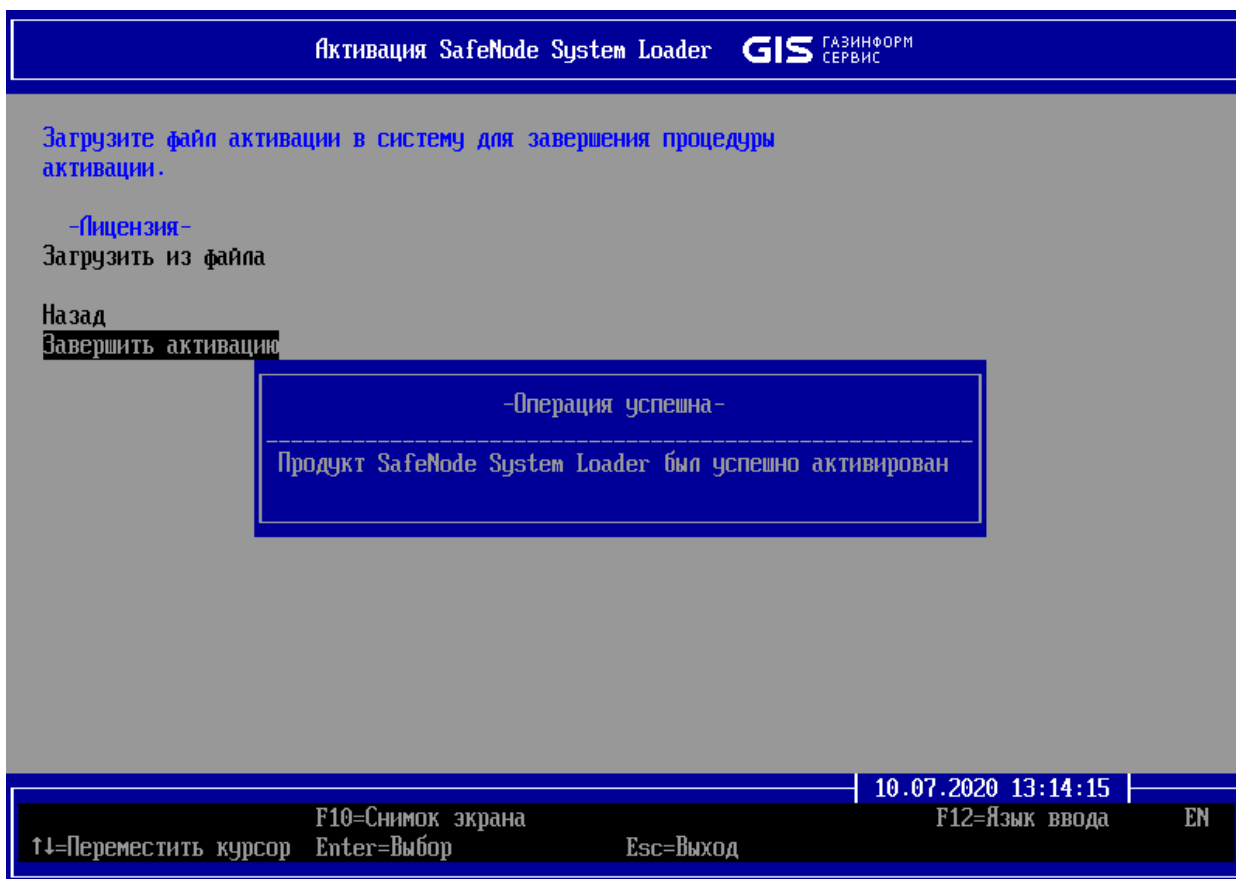 Активация SafeNode System Loader GIS ГАЗИНФОРМ СЕРВИС
Загрузите файл активации в систему для завершения процедуры
активации.
-Лицензия-
Загрузить из файла
Назад
Завершить активацию
-Операция успешна-
Продукт SafeNode System Loader был успешно активирован
10.07.2020 13:14:15
F10=Снимок экрана F12=Язык ввода EN
↑↓=Переместить курсор Enter=Выбор Esc=Выход